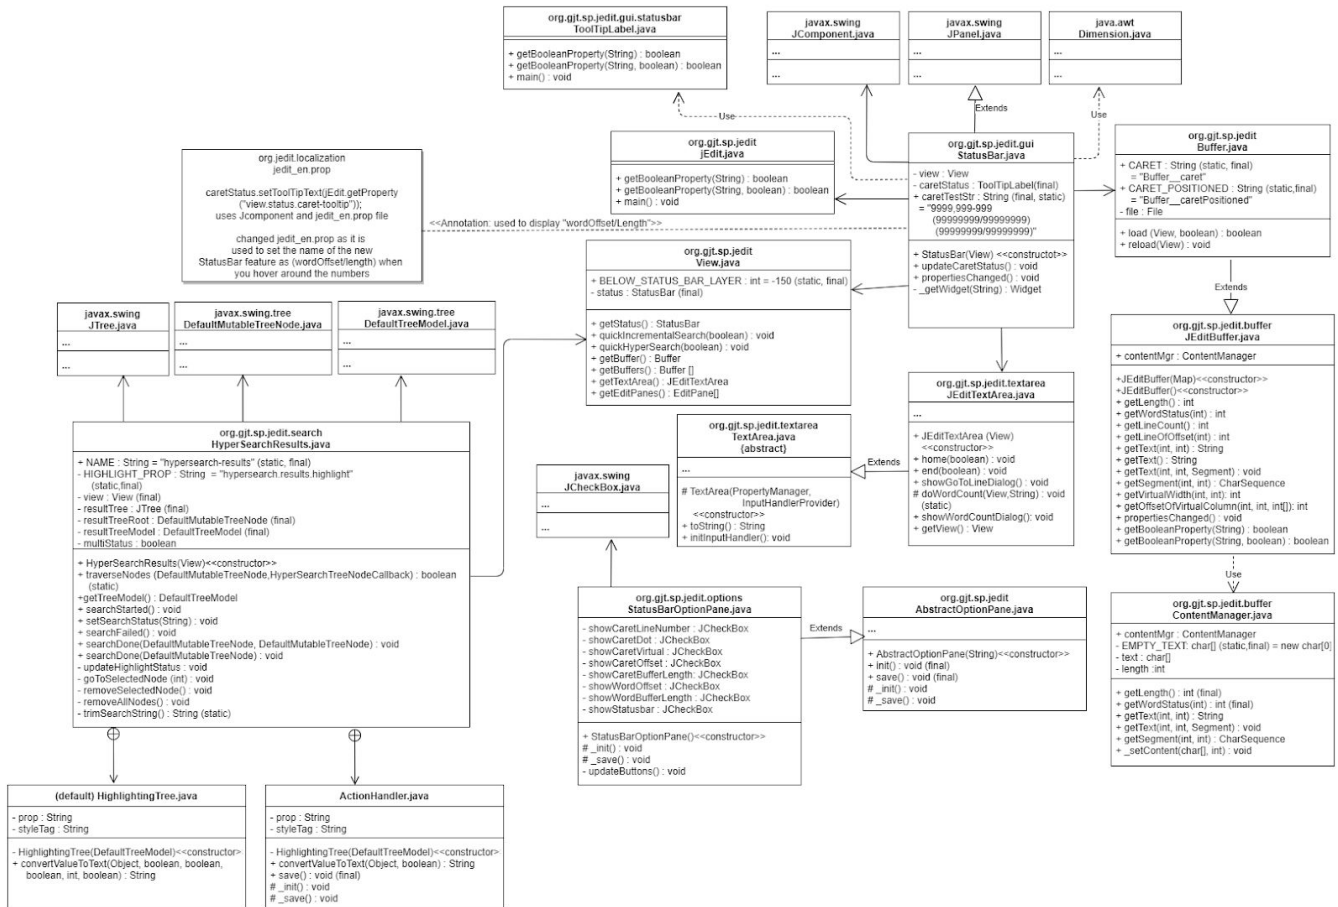 org.gjt.sp.jedit.gui.statusbar
ToolTipLabel.java
+ getBooleanProperty(String) : boolean
+ getBooleanProperty(String, boolean) : boolean
+ main() : void
javax.swing
JComponent.java
...
...
javax.swing
JPanel.java
...
...
java.awt
Dimension.java
...
...
Use
Extends
Use
org.gjt.sp.jedit
jEdit.java
+ getBooleanProperty(String) : boolean
+ getBooleanProperty(String, boolean) : boolean
+ main() : void
org.gjt.sp.jedit.gui
StatusBar.java
- view : View
- caretStatus : ToolTipLabel(final)
+ caretTestStr : String (final, static)
= "9999,999-999
(99999999/99999999)
(99999999/99999999)"
+ StatusBar(View) <<constructot>>
+ updateCaretStatus() : void
+ propertiesChanged() : void
- _getWidget(String) : Widget
org.gjt.sp.jedit
Buffer.java
+ CARET : String (static, final)
= "Buffer__caret"
+ CARET_POSITIONED : String (static,final)
= "Buffer__caretPositioned"
- file : File
+ load (View, boolean) : boolean
+ reload(View) : void
Extends
org.jedit.localization
jedit_en.prop
caretStatus.setToolTipText(jEdit.getProperty
("view.status.caret-tooltip"));
uses Jcomponent and jedit_en.prop file
changed jedit_en.prop as it is
used to set the name of the new
StatusBar feature as (wordOffset/length) when
you hover around the numbers
<<Annotation: used to display "wordOffset/Length">>
org.gjt.sp.jedit
View.java
+ BELOW_STATUS_BAR_LAYER : int = -150 (static, final)
- status : StatusBar (final)
+ getStatus() : StatusBar
+ quickIncrementalSearch(boolean) : void
+ quickHyperSearch(boolean) : void
+ getBuffer() : Buffer
+ getBuffers() : Buffer []
+ getTextArea() : JEditTextArea
+ getEditPanes() : EditPane[]
javax.swing
JTree.java
...
...
javax.swing.tree
DefaultMutableTreeNode.java
...
...
javax.swing.tree
DefaultTreeModel.java
...
...
org.gjt.sp.jedit.buffer
JEditBuffer.java
+ contentMgr : ContentManager
+JEditBuffer(Map)<<constructor>>
+JEditBuffer()<<constructor>>
+ getLength() : int
+ getWordStatus(int) : int
+ getLineCount() : int
+ getLineOfOffset(int) : int
+ getText(int, int) : String
+ getText() : String
+ getText(int, int, Segment) : void
+ getSegment(int, int) : CharSequence
+ getVirtualWidth(int, int): int
+ getOffsetOfVirtualColumn(int, int, int[]): int
+ propertiesChanged() : void
+ getBooleanProperty(String) : boolean
+ getBooleanProperty(String, boolean) : boolean
Use
org.gjt.sp.jedit.textarea
JEditTextArea.java
...
+ JEditTextArea (View)
<<constructor>>
+ home(boolean) : void
+ end(boolean) : void
+ showGoToLineDialog() : void
# doWordCount(View,String) : void
(static)
+ showWordCountDialog(): void
+ getView() : View
Extends
org.gjt.sp.jedit.textarea
TextArea.java
{abstract}
...
# TextArea(PropertyManager,
InputHandlerProvider)
<<constructor>>
+ toString() : String
+ initInputHandler(): void
javax.swing
JCheckBox.java
...
...
org.gjt.sp.jedit.search
HyperSearchResults.java
+ NAME : String = "hypersearch-results" (static, final)
- HIGHLIGHT_PROP : String = "hypersearch.results.highlight"
(static,final)
- view : View (final)
- resultTree : JTree (final)
- resultTreeRoot : DefaultMutableTreeNode (final)
- resultTreeModel : DefaultTreeModel (final)
- multiStatus : boolean
+ HyperSearchResults(View)<<constructor>>
+ traverseNodes (DefaultMutableTreeNode,HyperSearchTreeNodeCallback) : boolean
(static)
+getTreeModel() : DefaultTreeModel
+ searchStarted() : void
+ setSearchStatus(String) : void
+ searchFailed() : void
+ searchDone(DefaultMutableTreeNode, DefaultMutableTreeNode) : void
+ searchDone(DefaultMutableTreeNode) : void
- updateHighlightStatus : void
- goToSelectedNode (int) : void
- removeSelectedNode() : void
- removeAllNodes() : void
- trimSearchString() : String (static)
org.gjt.sp.jedit.options
StatusBarOptionPane.java
- showCaretLineNumber : JCheckBox
- showCaretDot : JCheckBox
- showCaretVirtual : JCheckBox
- showCaretOffset : JCheckBox
- showCaretBufferLength : JCheckBox
- showWordOffset : JCheckBox
- showWordBufferLength : JCheckBox
- showStatusbar : JCheckBox
+ StatusBarOptionPane()<<constructor>>
# _init() : void
# _save() : void
- updateButtons() : void
Extends
org.gjt.sp.jedit
AbstractOptionPane.java
...
+ AbstractOptionPane(String)<<constructor>>
+ init() : void (final)
+ save() : void (final)
# _init() : void
# _save() : void
org.gjt.sp.jedit.buffer
ContentManager.java
+ contentMgr : ContentManager
- EMPTY_TEXT: char[] (static,final) = new char[0]
- text : char[]
- length :int
+ getLength() : int (final)
+ getWordStatus(int) : int (final)
+ getText(int, int) : String
+ getText(int, int, Segment) : void
+ getSegment(int, int) : CharSequence
+ _setContent(char[], int) : void
(default) HighlightingTree.java
- prop : String
- styleTag : String
- HighlightingTree(DefaultTreeModel)<<constructor>
+ convertValueToText(Object, boolean, boolean,
boolean, int, boolean) : String
ActionHandler.java
- prop : String
- styleTag : String
- HighlightingTree(DefaultTreeModel)<<constructor>
+ convertValueToText(Object, boolean) : String
+ save() : void (final)
# _init() : void
# _save() : void